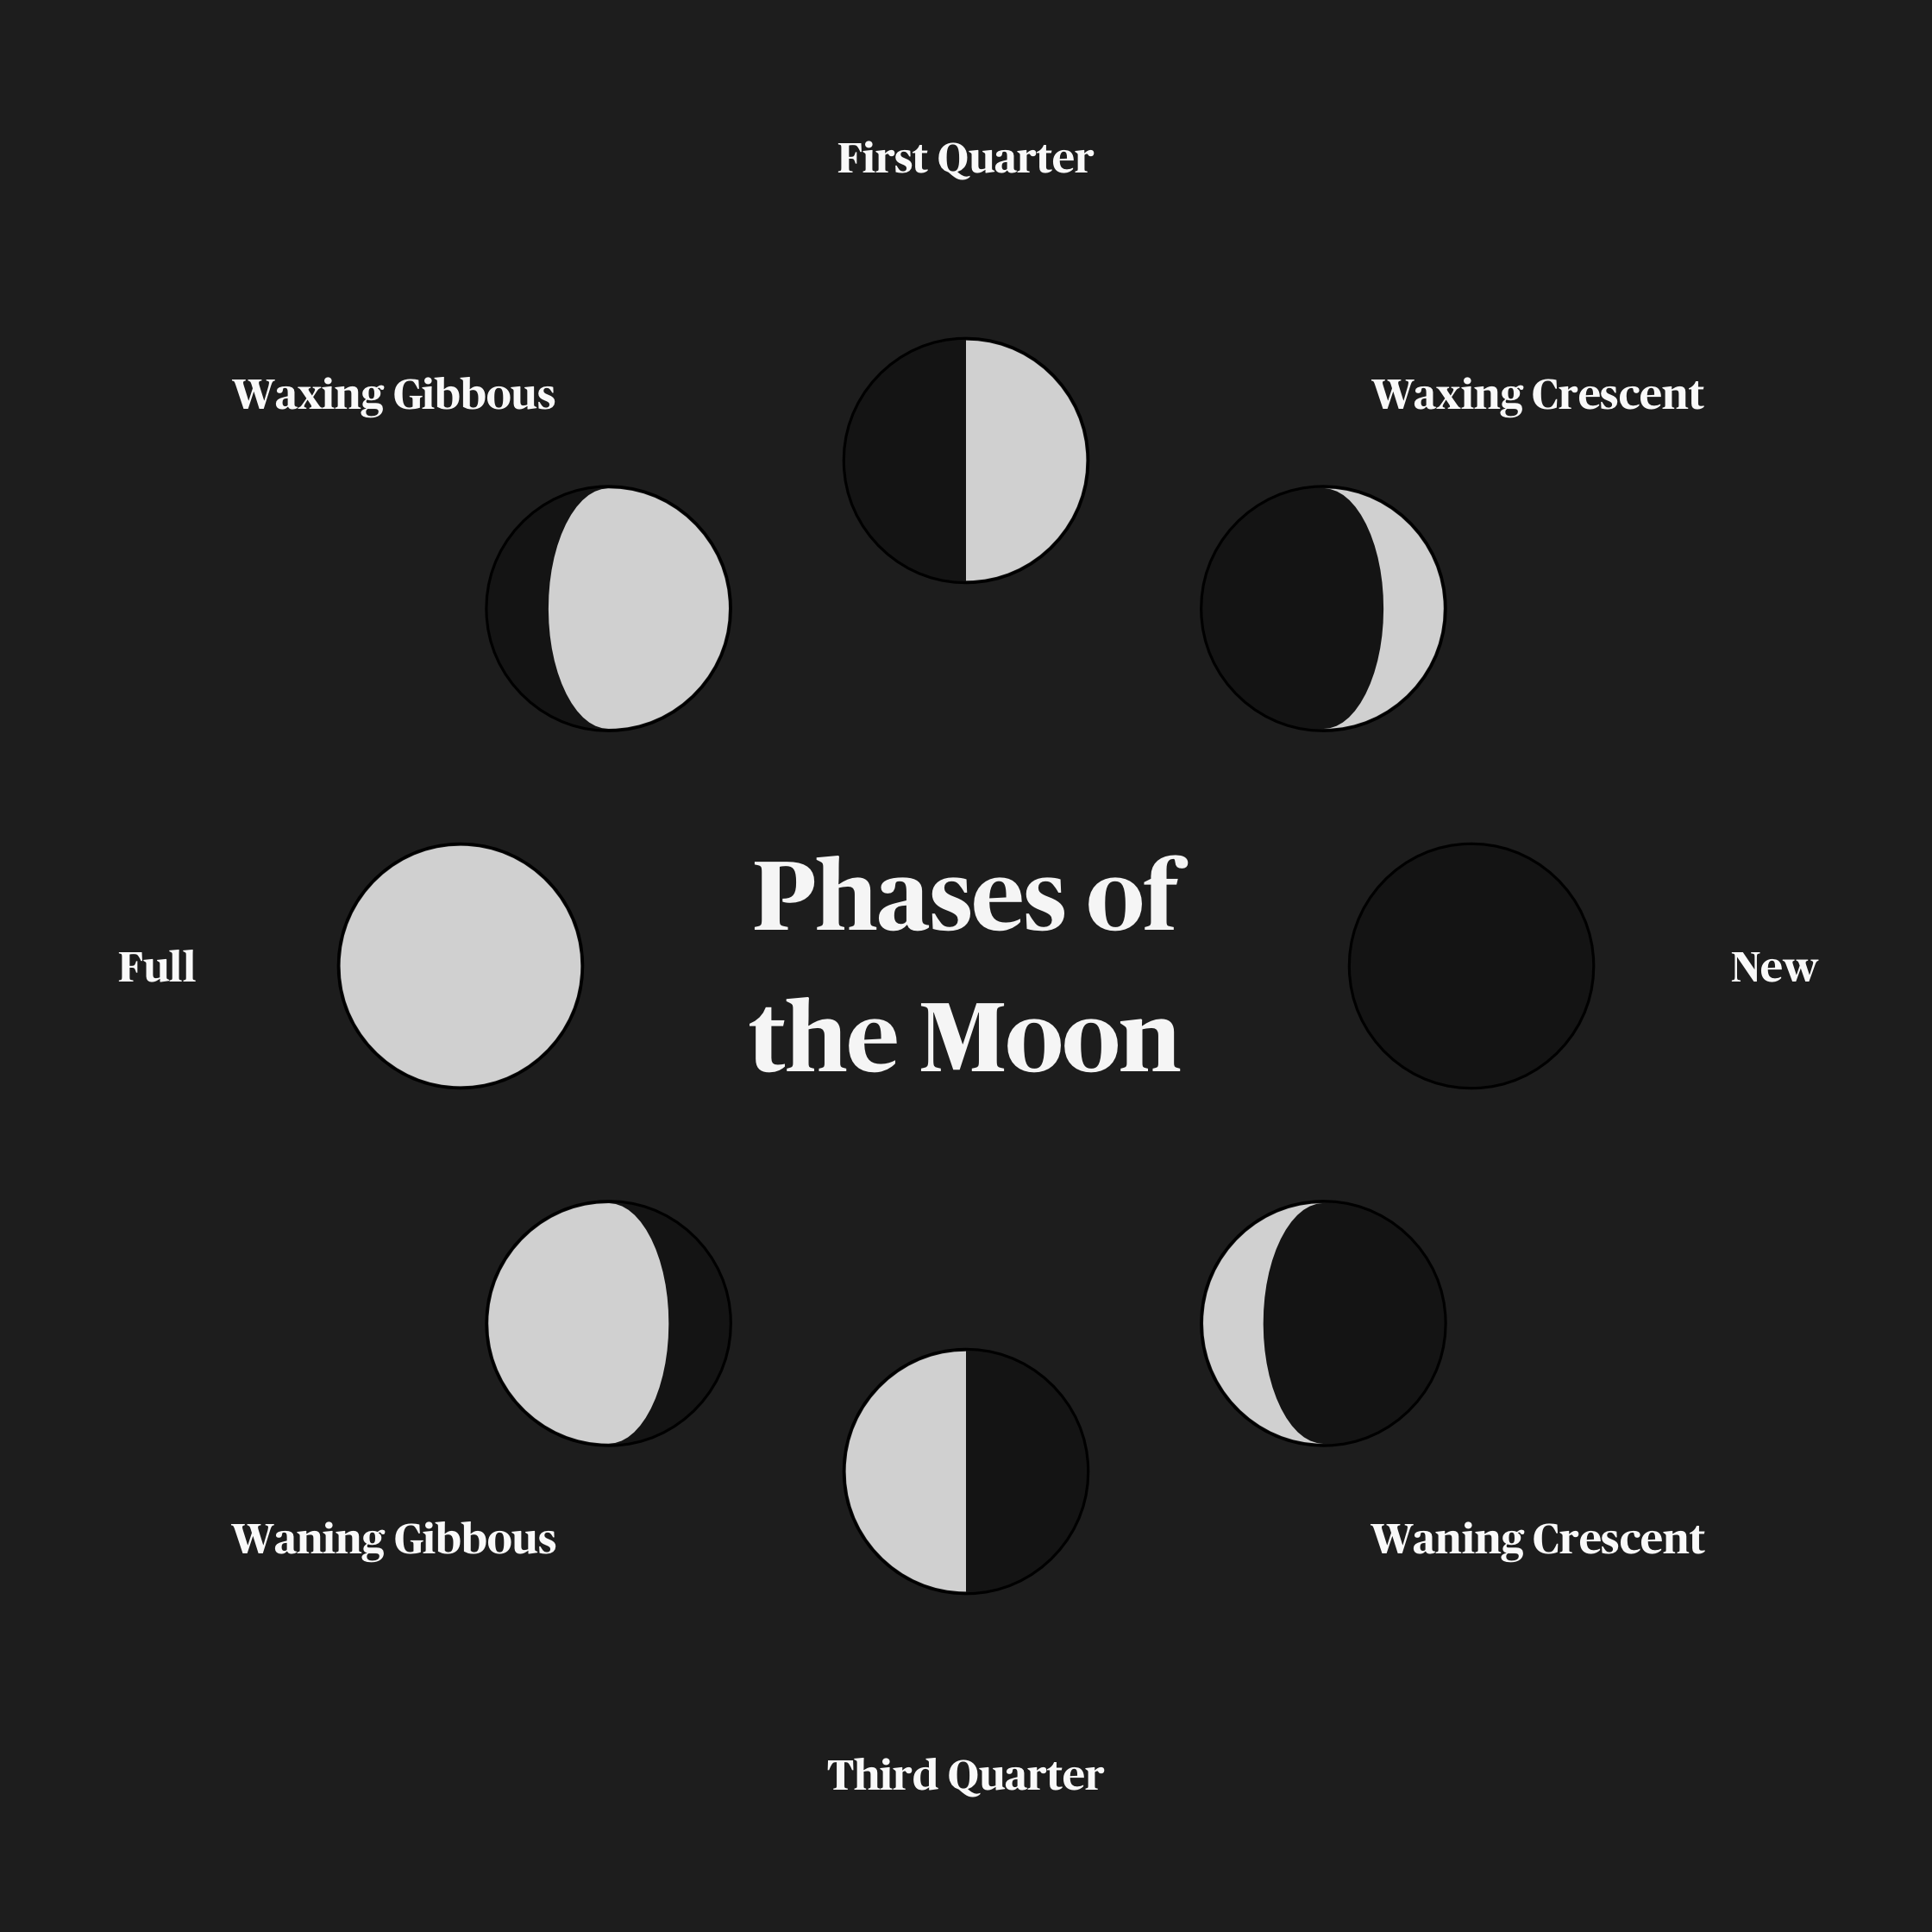 First Quarter
Waxing Gibbous
Waxing Crescent
Phases of
the Moon
Full
New
Waning Gibbous
Waning Crescent
Third Quarter